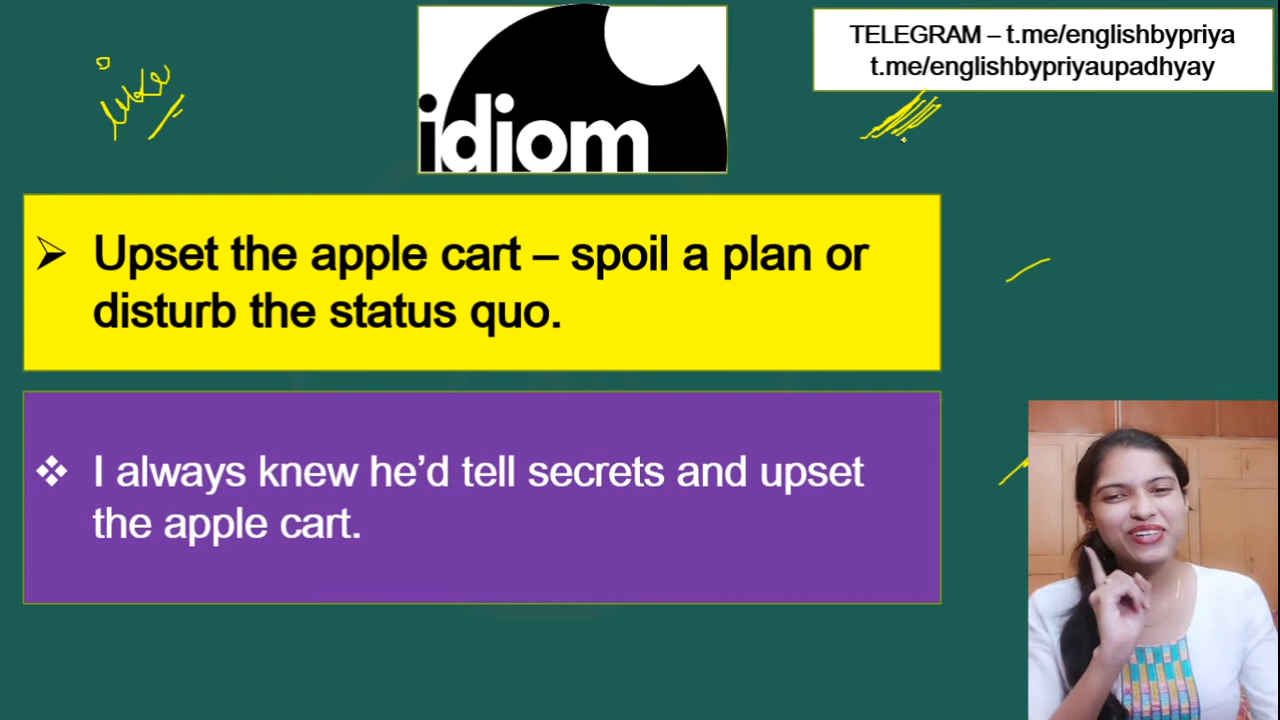 idiom
TELEGRAM – t.me/englishbypriya
t.me/englishbypriyaupadhyay
➢ Upset the apple cart – spoil a plan or
disturb the status quo.
❖ I always knew he’d tell secrets and upset
the apple cart.